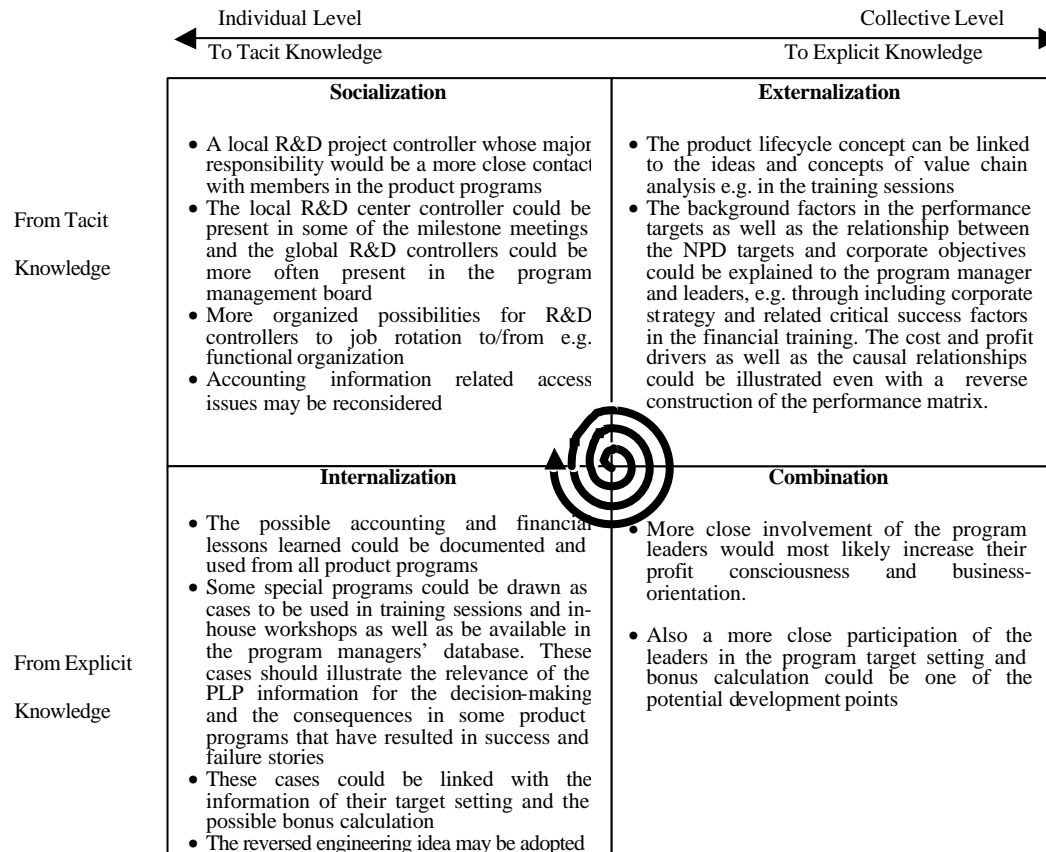 Individual Level
Collective Level
To Tacit Knowledge
To Explicit Knowledge
From Tacit
Knowledge
Socialization
• A local R&D project controller whose major
responsibility would be a more close contact
with members in the product programs
• The local R&D center controller could be
present in some of the milestone meetings
and the global R&D controllers could be
more often present in the program
management board
• More organized possibilities for R&D
controllers to job rotation to/from e.g.
functional organization
• Accounting information related access
issues may be reconsidered
Externalization
• The product lifecycle concept can be linked
to the ideas and concepts of value chain
analysis e.g. in the training sessions
• The background factors in the performance
targets as well as the relationship between
the NPD targets and corporate objectives
could be explained to the program manager
and leaders, e.g. through including corporate
strategy and related critical success factors
in the financial training. The cost and profit
drivers as well as the causal relationships
could be illustrated even with a reverse
construction of the performance matrix.
From Explicit
Knowledge
Internalization
• The possible accounting and financial
lessons learned could be documented and
used from all product programs
• Some special programs could be drawn as
cases to be used in training sessions and in-
house workshops as well as be available in
the program managers' database. These
cases should illustrate the relevance of the
PLP information for the decision-making
and the consequences in some product
programs that have resulted in success and
failure stories
• These cases could be linked with the
information of their target setting and the
possible bonus calculation
• The reversed engineering idea may be adopted
Combination
• More close involvement of the program
leaders would most likely increase their
profit consciousness and business-
orientation.
• Also a more close participation of the
leaders in the program target setting and
bonus calculation could be one of the
potential development points